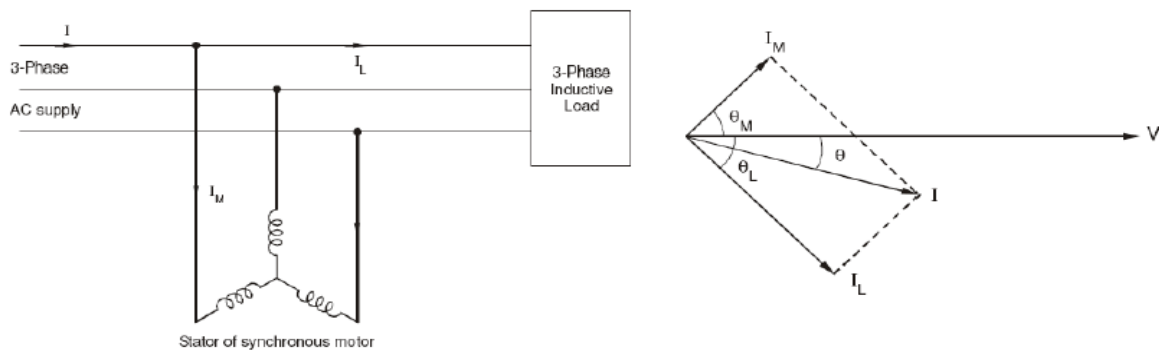 I
I_L
3-Phase
AC supply
3-Phase
Inductive
Load
I_M
Stator of synchronous motor
I_M
θ_M
V
θ
θ_L
I
I_L